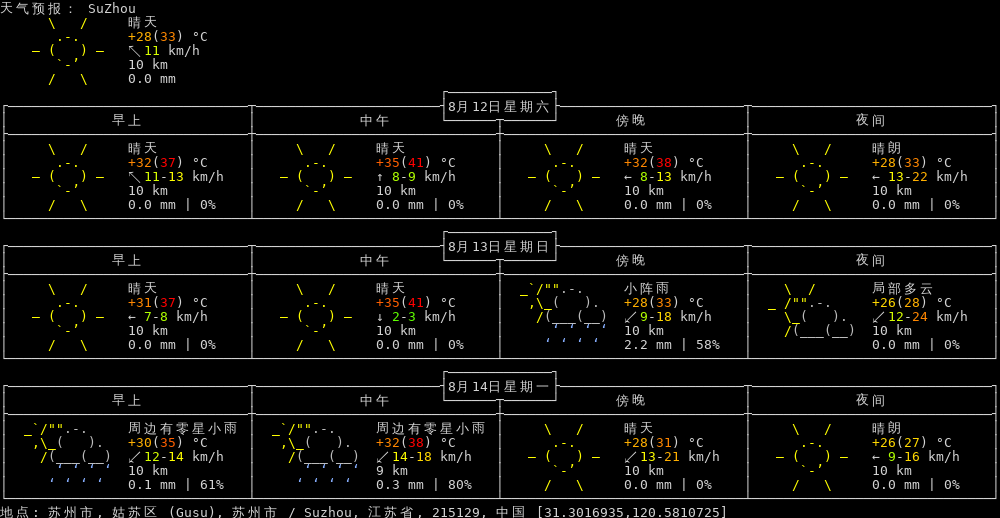 天气预报: SuZhou
晴天
+28(33) °C
↖ 11 km/h
10 km
0.0 mm
8月12日星期六
早上 中午 傍晚 夜间
晴天 晴天 晴天 晴朗
+32(37) °C +35(41) °C +32(38) °C +28(33) °C
↖ 11-13 km/h ↑ 8-9 km/h ← 8-13 km/h ← 13-22 km/h
10 km 10 km 10 km 10 km
0.0 mm | 0% 0.0 mm | 0% 0.0 mm | 0% 0.0 mm | 0%
8月13日星期日
早上 中午 傍晚 夜间
晴天 晴天 小阵雨 局部多云
+31(37) °C +35(41) °C +28(33) °C +26(28) °C
← 7-8 km/h ↓ 2-3 km/h ↙ 9-18 km/h ↙ 12-24 km/h
10 km 10 km 10 km 10 km
0.0 mm | 0% 0.0 mm | 0% 2.2 mm | 58% 0.0 mm | 0%
8月14日星期一
早上 中午 傍晚 夜间
周边有零星小雨 周边有零星小雨 晴天 晴朗
+30(35) °C +32(38) °C +28(31) °C +26(27) °C
↙ 12-14 km/h ↙ 14-18 km/h ↙ 13-21 km/h ← 9-16 km/h
10 km 9 km 10 km 10 km
0.1 mm | 61% 0.3 mm | 80% 0.0 mm | 0% 0.0 mm | 0%
地点: 苏州市, 姑苏区 (Gusu), 苏州市 / Suzhou, 江苏省, 215129, 中国 [31.3016935,120.5810725]